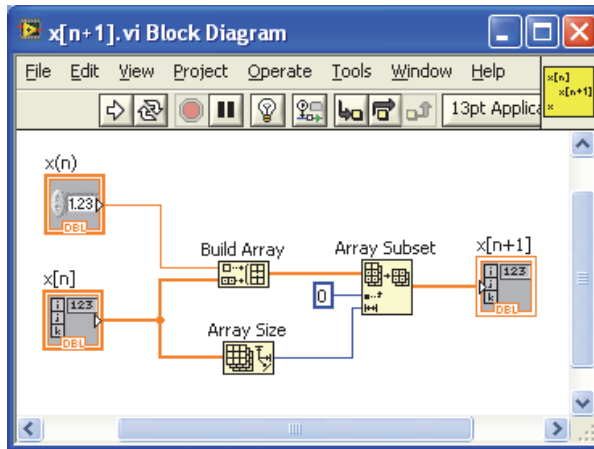 x[n+1].vi Block Diagram
File Edit View Project Operate Tools Window Help
x[n]
x[n+1]
x
13pt Applica
x(n)
1.23
DBL
Build Array
Array Subset
x[n+1]
x[n]
0
i 123
j
k
DBL
i 123
j
k
DBL
Array Size